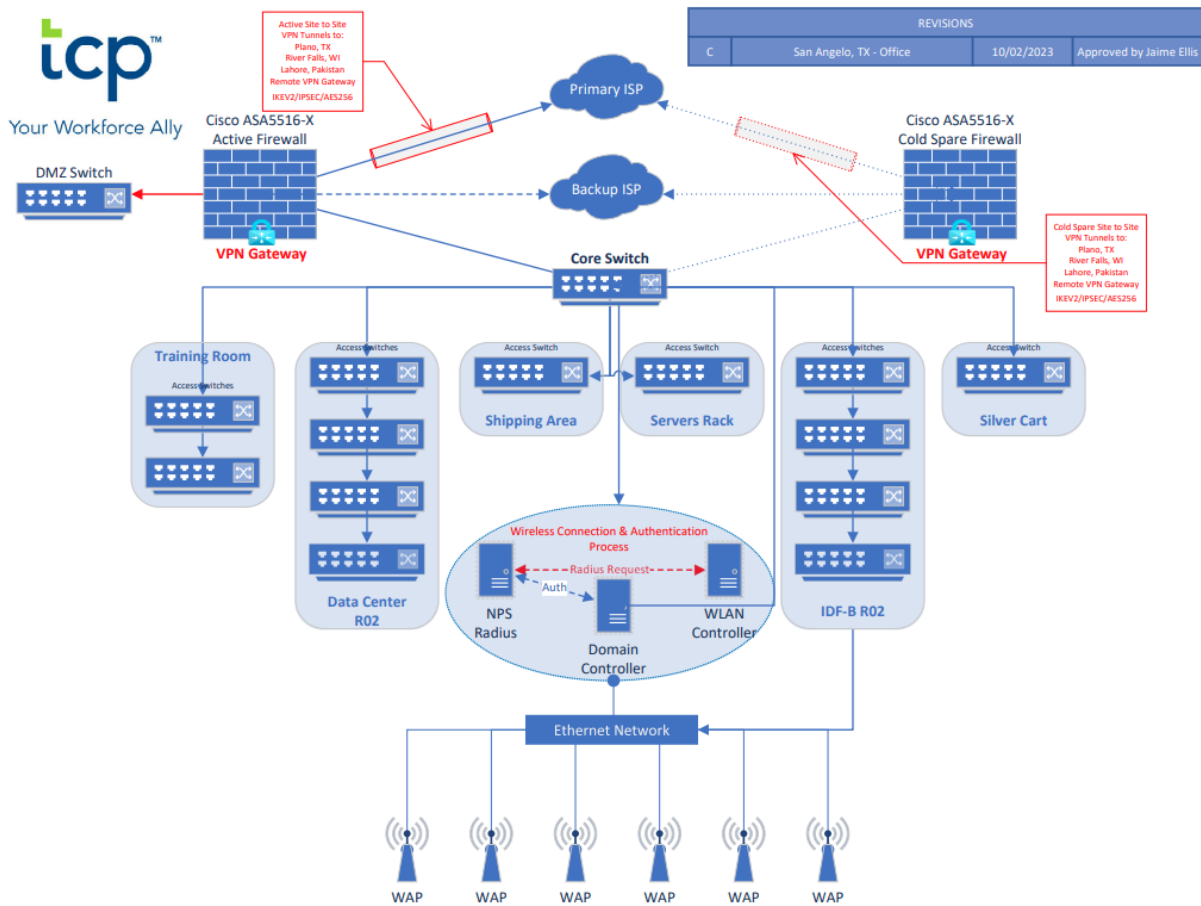 tcp™
Your Workforce Ally
Active Site to Site
VPN Tunnels to:
Plano, TX
River Falls, WI
Lahore, Pakistan
Remote VPN Gateway
IKEV2/IPSEC/AES256
REVISIONS
C San Angelo, TX - Office 10/02/2023 Approved by Jaime Ellis
Primary ISP
Cisco ASA5516-X
Active Firewall
Cisco ASA5516-X
Cold Spare Firewall
DMZ Switch
Backup ISP
VPN Gateway
VPN Gateway
Cold Spare Site to Site
VPN Tunnels to:
Plano, TX
River Falls, WI
Lahore, Pakistan
Remote VPN Gateway
IKEV2/IPSEC/AES256
Core Switch
Training Room
Access Switches
Access Switches
Data Center
R02
Access Switch
Shipping Area
Access Switch
Servers Rack
Access Switches
IDF-B R02
Access Switch
Silver Cart
Wireless Connection & Authentication
Process
Radius Request
Auth
NPS
Radius
Domain
Controller
WLAN
Controller
Ethernet Network
WAP
WAP
WAP
WAP
WAP
WAP